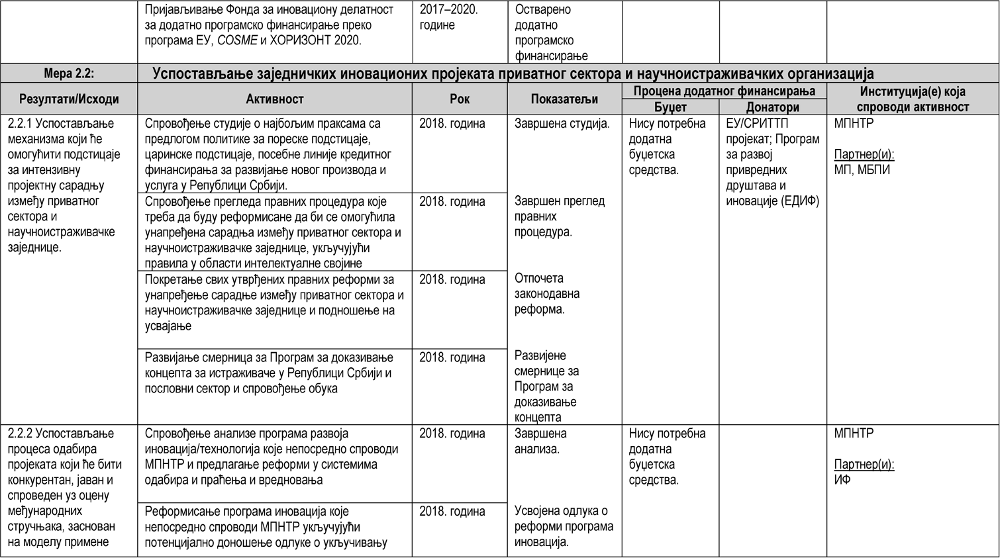 Пријављивање Фонда за иновациону делатност
за додатно програмско финансирање преко
програма ЕУ, COSME и ХОРИЗОНТ 2020.
2017–2020.
године
Остварено
додатно
програмско
финансирање
Мера 2.2:
Успостављање заједничких иновационих пројеката приватног сектора и научноистраживачких организација
Резултати/Исходи
Активност
Рок
Показатељи
Процена додатног финансирања
Буџет
Донатори
Институција(е) која
спроводи активност
2.2.1 Успостављање
механизма који ће
омогућити подстицаје
за интензивну
пројектну сарадњу
између приватног
сектора и
научноистраживачке
заједнице.
Спровођење студије о најбољим праксама са
предлогом политике за пореске подстицаје,
царинске подстицаје, посебне линије кредитног
финансирања за развијање новог производа и
услуга у Републици Србији.
2018. година
Завршена студија.
Нису потребна
додатна
буџетска
средства.
ЕУ/СРИТТП
пројекат; Програм
за развој
привредних
друштава и
иновације (ЕДИФ)
МПНТР
Партнер(и):
МП, МБПИ
Спровођење прегледа правних процедура које
треба да буду реформисане да би се омогућила
унапређена сарадња између приватног сектора и
научноистраживачке заједнице, укључујући
правила у области интелектуалне својине
2018. година
Завршен преглед
правних
процедура.
Покретање свих утврђених правних реформи за
унапређење сарадње између приватног сектора и
научноистраживачке заједнице и подношење на
усвајање
2018. година
Отпочета
законодавна
реформа.
Развијање смерница за Програм за доказивање
концепта за истраживаче у Републици Србији и
пословни сектор и спровођење обука
2018. година
Развијене
смернице за
Програм за
доказивање
концепта
2.2.2 Успостављање
процеса одабира
пројеката који ће бити
конкурентан, јаван и
спроведен уз оцену
међународних
стручњака, заснован
на моделу примене
Спровођење анализе програма развоја
иновација/технологија које непосредно спроводи
МПНТР и предлагање реформи у системима
одабира и праћења и вредновања
2018. година
Завршена
анализа.
Нису потребна
додатна
буџетска
средства.
МПНТР
Партнер(и):
ИФ
Реформисање програма иновација које
непосредно спроводи МПНТР укључујући
потенцијално доношење одлуке о укључивању
2018. година
Усвојена одлука о
реформи програма
иновација.